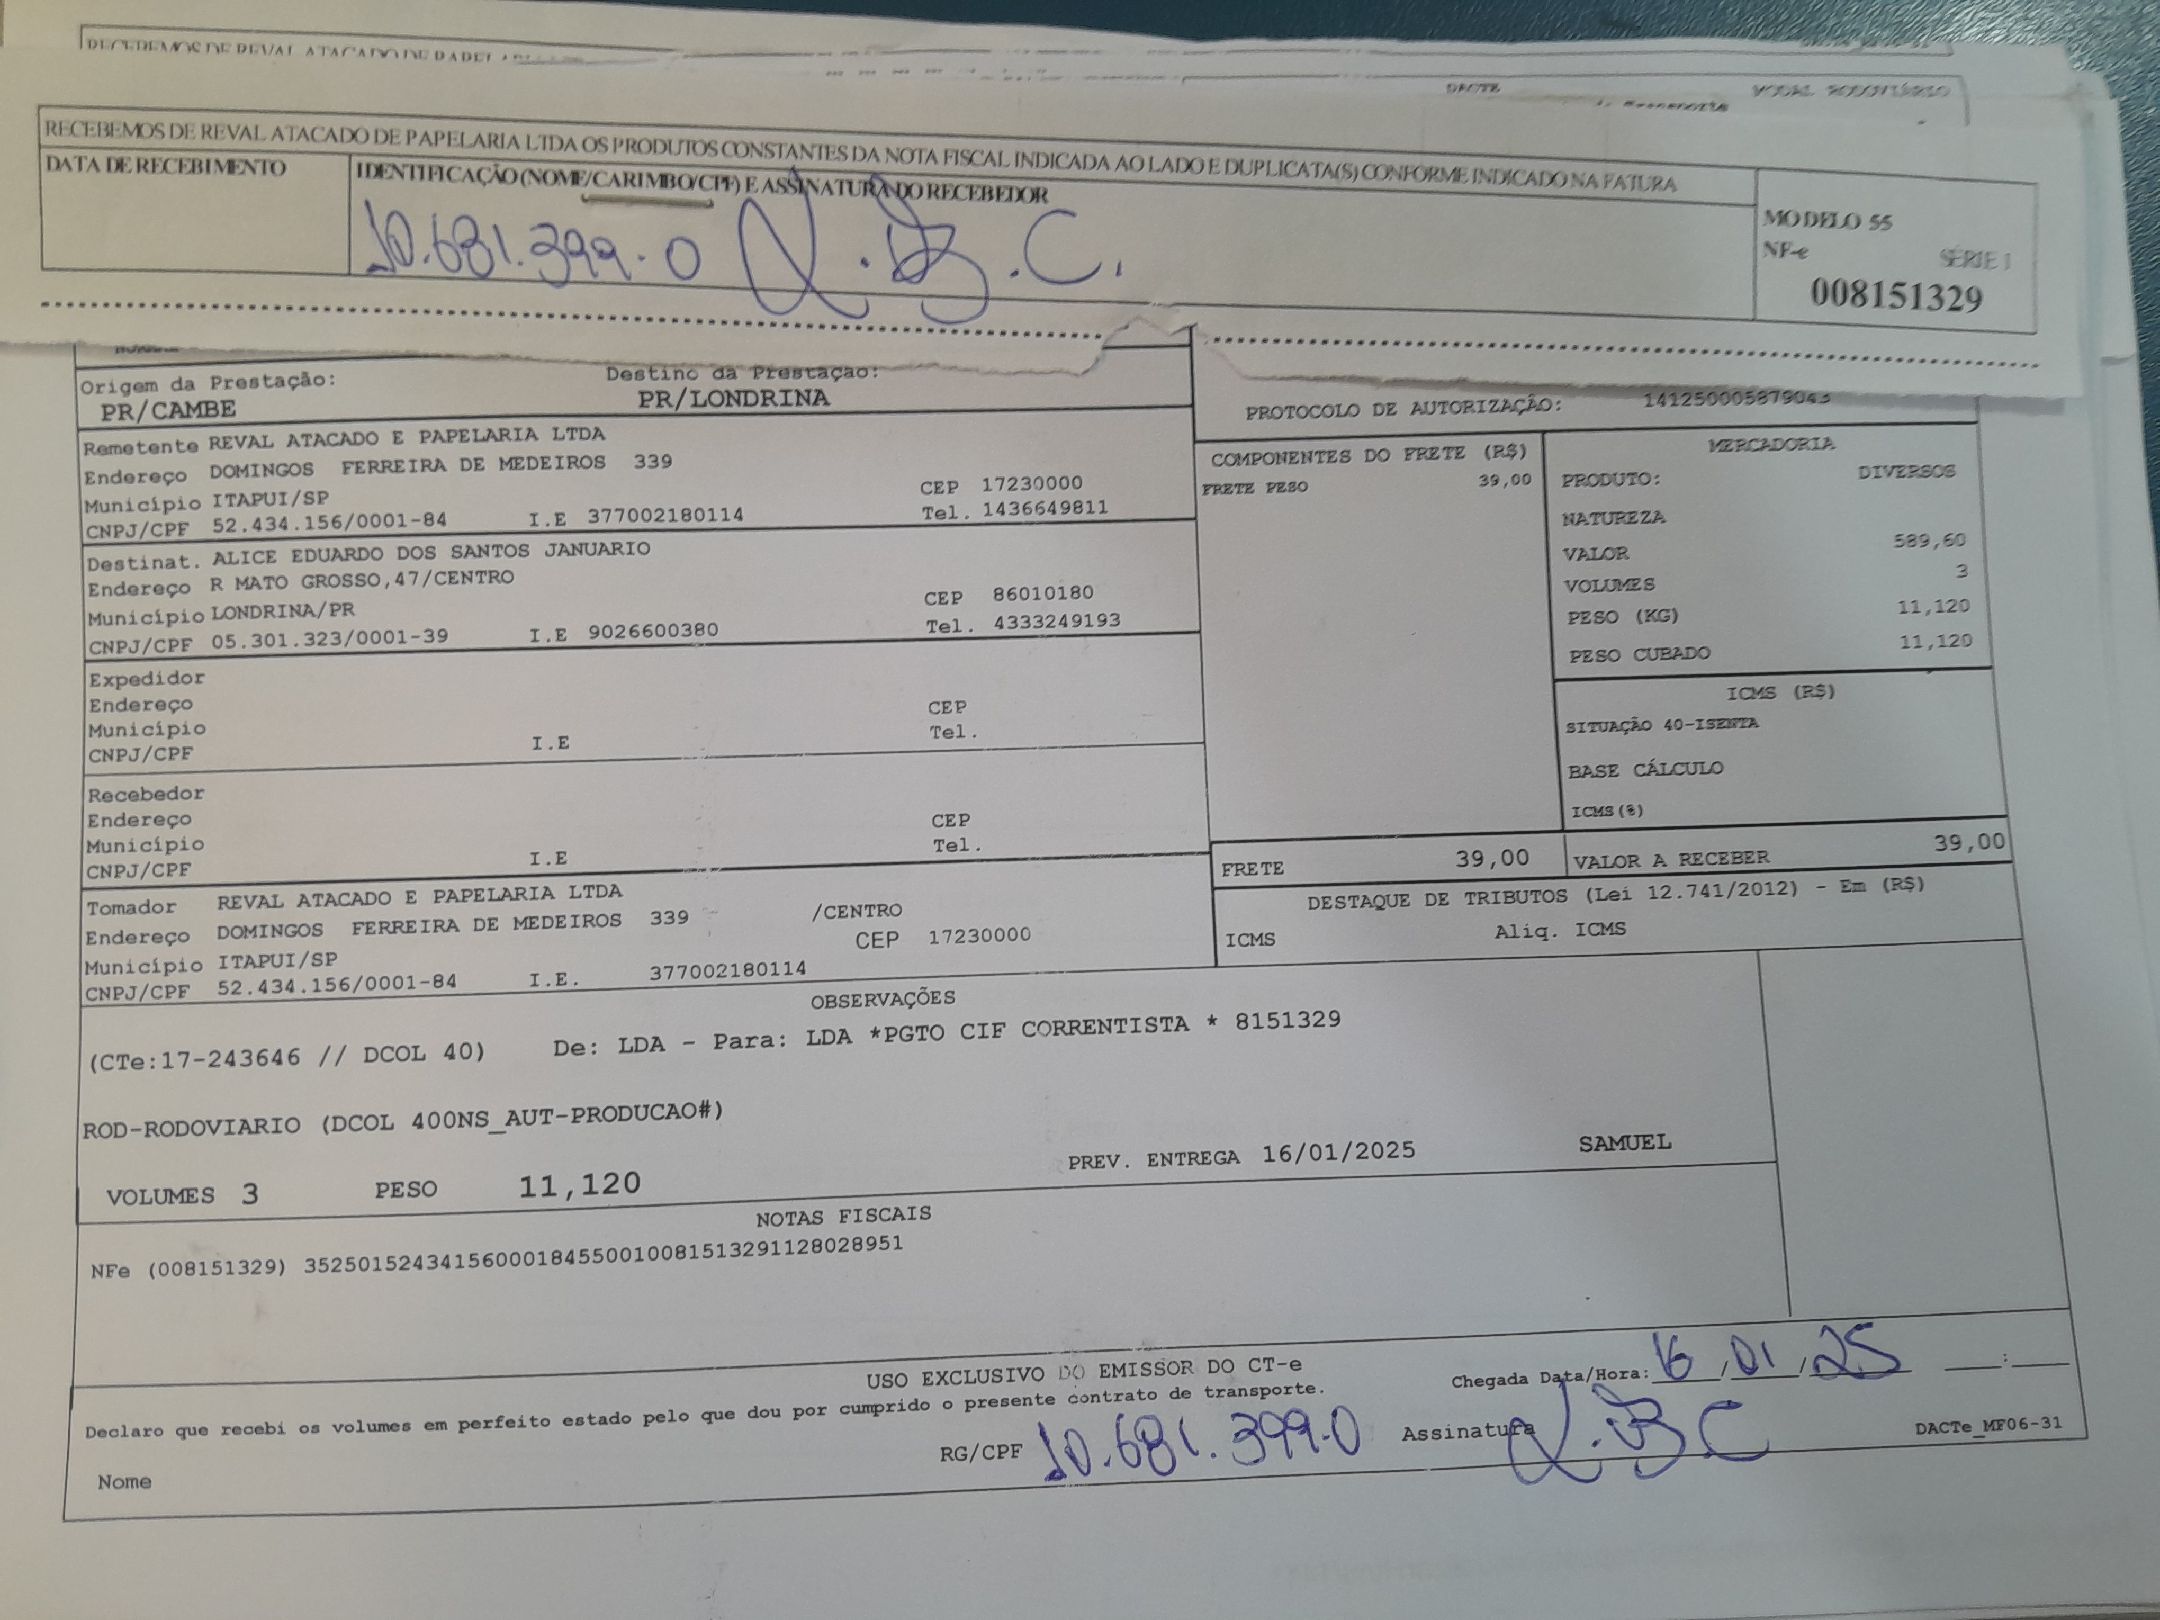 RECEBEMOS DE REVAL ATACADO DE PAPEL
DACTE
MODAL RODOVIÁRIO
RECEBEMOS DE REVAL ATACADO DE PAPELARIA LTDA OS PRODUTOS CONSTANTES DA NOTA FISCAL INDICADA AO LADO E DUPLICATA(S) CONFORME INDICADO NA FATURA
DATA DE RECEBIMENTO
IDENTIFICAÇÃO (NOME/CARIMBO/CPF) E ASSINATURA DO RECEBEDOR
10.681.399.0
MODELO 55
NF-e SÉRIE 1
008151329
Origem da Prestação: Destino da Prestação:
PR/CAMBE PR/LONDRINA
PROTOCOLO DE AUTORIZAÇÃO: 141250005879043
Remetente REVAL ATACADO E PAPELARIA LTDA
Endereço DOMINGOS FERREIRA DE MEDEIROS 339
Município ITAPUI/SP CEP 17230000
CNPJ/CPF 52.434.156/0001-84 I.E 377002180114 Tel. 1436649811
Destinat. ALICE EDUARDO DOS SANTOS JANUARIO
Endereço R MATO GROSSO,47/CENTRO
Município LONDRINA/PR CEP 86010180
CNPJ/CPF 05.301.323/0001-39 I.E 9026600380 Tel. 4333249193
Expedidor
Endereço
Município CEP
CNPJ/CPF I.E Tel.
Recebedor
Endereço
Município CEP
CNPJ/CPF I.E Tel.
Tomador REVAL ATACADO E PAPELARIA LTDA
Endereço DOMINGOS FERREIRA DE MEDEIROS 339 /CENTRO
Município ITAPUI/SP CEP 17230000
CNPJ/CPF 52.434.156/0001-84 I.E. 377002180114
COMPONENTES DO FRETE (R$)
FRETE PESO 39,00
MERCADORIA
PRODUTO: DIVERSOS
NATUREZA
VALOR 589,60
VOLUMES 3
PESO (KG) 11,120
PESO CUBADO 11,120
ICMS (R$)
SITUAÇÃO 40-ISENTA
BASE CÁLCULO
ICMS(%)
FRETE 39,00 VALOR A RECEBER 39,00
DESTAQUE DE TRIBUTOS (Lei 12.741/2012) - Em (R$)
ICMS Aliq. ICMS
OBSERVAÇÕES
(CTe:17-243646 // DCOL 40) De: LDA - Para: LDA *PGTO CIF CORRENTISTA * 8151329
ROD-RODOVIARIO (DCOL 400NS_AUT-PRODUCAO#)
VOLUMES 3 PESO 11,120 PREV. ENTREGA 16/01/2025 SAMUEL
NOTAS FISCAIS
NFe (008151329) 35250152434156000184550010081513291128028951
USO EXCLUSIVO DO EMISSOR DO CT-e
Chegada Data/Hora: 16/01/25 __:__
Declaro que recebi os volumes em perfeito estado pelo que dou por cumprido o presente contrato de transporte.
Nome RG/CPF 10.681.399.0 Assinatura DACTe_MF06-31